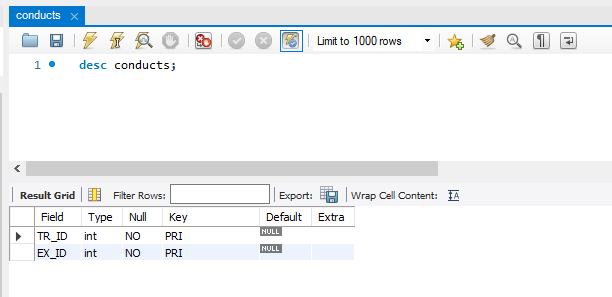 conducts
Limit to 1000 rows
1 desc conducts;
Result Grid Filter Rows: Export: Wrap Cell Content:
Field Type Null Key Default Extra
TR_ID int NO PRI NULL
EX_ID int NO PRI NULL